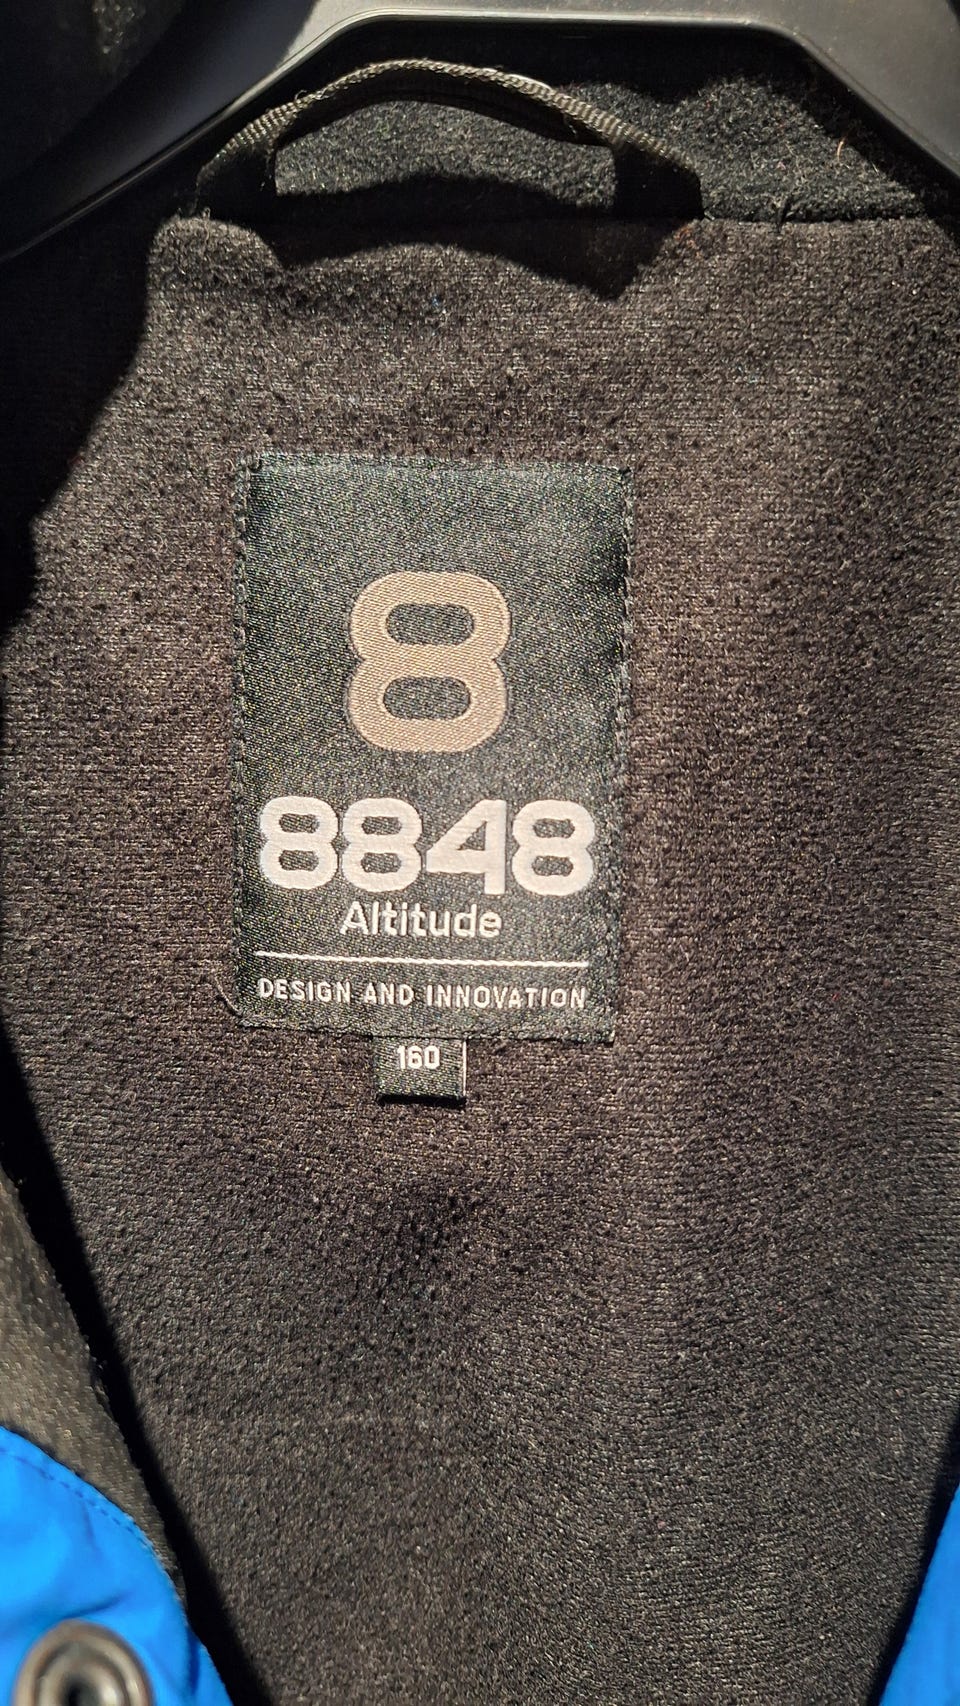 8
8848
Altitude
DESIGN AND INNOVATION
160